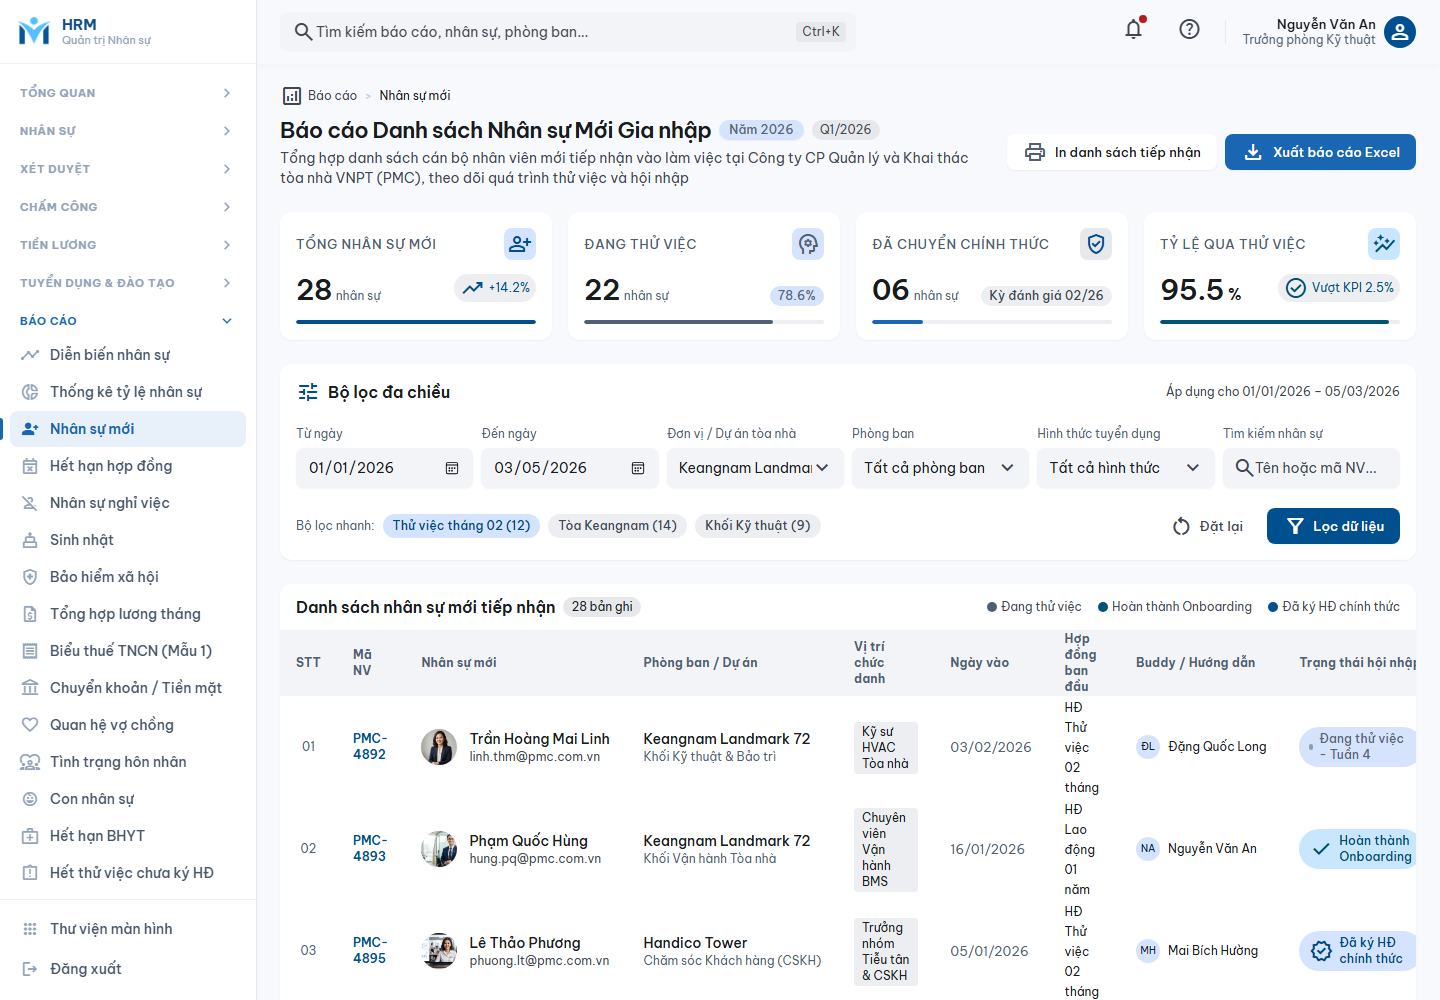 HRM
Quản trị Nhân sự
Tìm kiếm báo cáo, nhân sự, phòng ban...
Ctrl+K
Nguyễn Văn An
Trưởng phòng Kỹ thuật
TỔNG QUAN
NHÂN SỰ
XÉT DUYỆT
CHẤM CÔNG
TIỀN LƯƠNG
TUYỂN DỤNG & ĐÀO TẠO
BÁO CÁO
Diễn biến nhân sự
Thống kê tỷ lệ nhân sự
Nhân sự mới
Hết hạn hợp đồng
Nhân sự nghỉ việc
Sinh nhật
Bảo hiểm xã hội
Tổng hợp lương tháng
Biểu thuế TNCN (Mẫu 1)
Chuyển khoản / Tiền mặt
Quan hệ vợ chồng
Tình trạng hôn nhân
Con nhân sự
Hết hạn BHYT
Hết thử việc chưa ký HĐ
Thư viện màn hình
Đăng xuất
Báo cáo > Nhân sự mới
Báo cáo Danh sách Nhân sự Mới Gia nhập
Năm 2026
Q1/2026
Tổng hợp danh sách cán bộ nhân viên mới tiếp nhận vào làm việc tại Công ty CP Quản lý và Khai thác
tòa nhà VNPT (PMC), theo dõi quá trình thử việc và hội nhập
In danh sách tiếp nhận
Xuất báo cáo Excel
TỔNG NHÂN SỰ MỚI
28 nhân sự
+14.2%
ĐANG THỬ VIỆC
22 nhân sự
78.6%
ĐÃ CHUYỂN CHÍNH THỨC
06 nhân sự
Kỳ đánh giá 02/26
TỶ LỆ QUA THỬ VIỆC
95.5 %
Vượt KPI 2.5%
Bộ lọc đa chiều
Áp dụng cho 01/01/2026 – 05/03/2026
Từ ngày
01/01/2026
Đến ngày
03/05/2026
Đơn vị / Dự án tòa nhà
Keangnam Landmar
Phòng ban
Tất cả phòng ban
Hình thức tuyển dụng
Tất cả hình thức
Tìm kiếm nhân sự
Tên hoặc mã NV...
Bộ lọc nhanh:
Thử việc tháng 02 (12)
Tòa Keangnam (14)
Khối Kỹ thuật (9)
Đặt lại
Lọc dữ liệu
Danh sách nhân sự mới tiếp nhận
28 bản ghi
Đang thử việc
Hoàn thành Onboarding
Đã ký HĐ chính thức
STT
Mã
NV
Nhân sự mới
Phòng ban / Dự án
Vị trí
chức
danh
Ngày vào
Hợp
đồng
ban
đầu
Buddy / Hướng dẫn
Trạng thái hội nhập
01
PMC-
4892
Trần Hoàng Mai Linh
linh.thm@pmc.com.vn
Keangnam Landmark 72
Khối Kỹ thuật & Bảo trì
Kỹ sư
HVAC
Tòa nhà
03/02/2026
HĐ
Thử
việc
02
tháng
ĐL
Đặng Quốc Long
Đang thử việc
- Tuần 4
02
PMC-
4893
Phạm Quốc Hùng
hung.pq@pmc.com.vn
Keangnam Landmark 72
Khối Vận hành Tòa nhà
Chuyên
viên
Vận
hành
BMS
16/01/2026
HĐ
Lao
động
01
năm
NA
Nguyễn Văn An
Hoàn thành
Onboarding
03
PMC-
4895
Lê Thảo Phương
phuong.lt@pmc.com.vn
Handico Tower
Chăm sóc Khách hàng (CSKH)
Trưởng
nhóm
Tiểu tân
& CSKH
05/01/2026
HĐ
Thử
việc
02
tháng
MH
Mai Bích Hường
Đã ký HĐ
chính thức